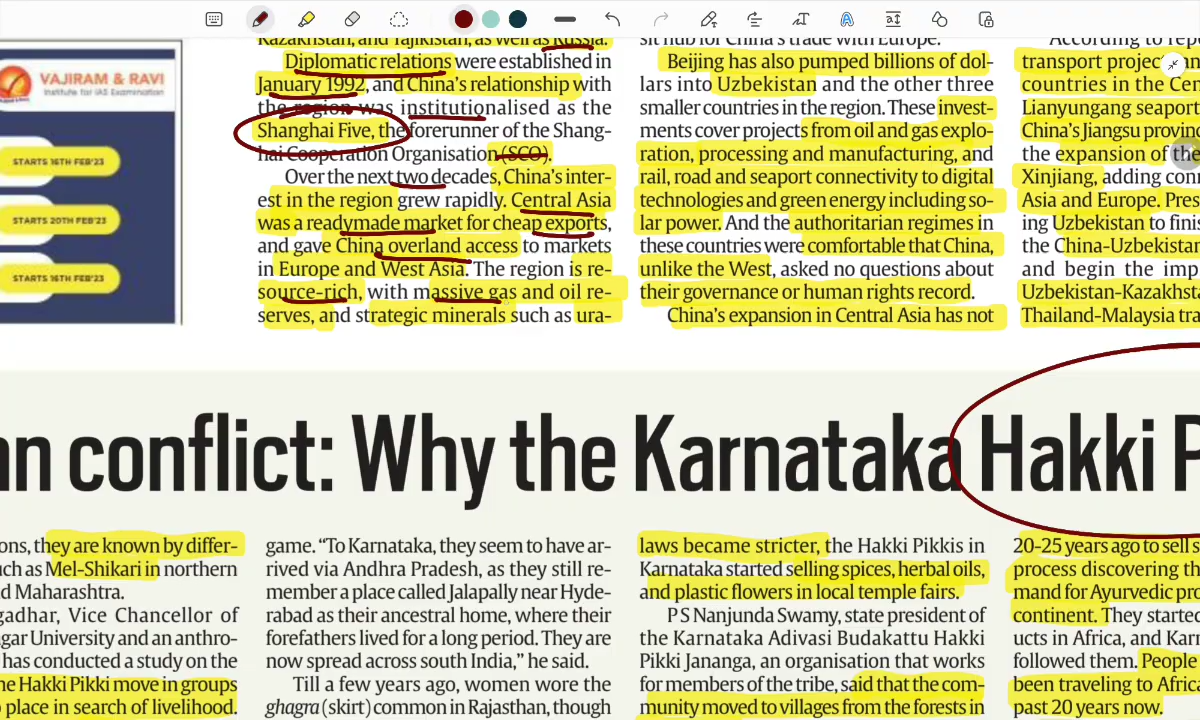 VAJIRAM & RAVI
Institute for IAS Examination
STARTS 16TH FEB'23
STARTS 20TH FEB'23
STARTS 16TH FEB'23
Kazakhstan, and Tajikistan, as well as Russia.
Diplomatic relations were established in
January 1992, and China's relationship with
the region was institutionalised as the
Shanghai Five, the forerunner of the Shang-
hai Cooperation Organisation (SCO).
Over the next two decades, China's inter-
est in the region grew rapidly. Central Asia
was a readymade market for cheap exports,
and gave China overland access to markets
in Europe and West Asia. The region is re-
source-rich, with massive gas and oil re-
serves, and strategic minerals such as ura-
sit hub for China's trade with Europe.
Beijing has also pumped billions of dol-
lars into Uzbekistan and the other three
smaller countries in the region. These invest-
ments cover projects from oil and gas explo-
ration, processing and manufacturing, and
rail, road and seaport connectivity to digital
technologies and green energy including so-
lar power. And the authoritarian regimes in
these countries were comfortable that China,
unlike the West, asked no questions about
their governance or human rights record.
China's expansion in Central Asia has not
According to rep
transport projec
countries in the Cen
Lianyungang seaport
China's Jiangsu provinc
the expansion of the
Xinjiang, adding con
Asia and Europe. Pres
ing Uzbekistan to finis
the China-Uzbekistan
and begin the imp
Uzbekistan-Kazakhsta
Thailand-Malaysia tra
an conflict: Why the Karnataka Hakki P
ons, they are known by differ-
uch as Mel-Shikari in northern
d Maharashtra.
gadhar, Vice Chancellor of
gar University and an anthro-
has conducted a study on the
he Hakki Pikki move in groups
place in search of livelihood.
game. "To Karnataka, they seem to have ar-
rived via Andhra Pradesh, as they still re-
member a place called Jalapally near Hyde-
rabad as their ancestral home, where their
forefathers lived for a long period. They are
now spread across south India," he said.
Till a few years ago, women wore the
ghagra (skirt) common in Rajasthan, though
laws became stricter, the Hakki Pikkis in
Karnataka started selling spices, herbal oils,
and plastic flowers in local temple fairs.
P S Nanjunda Swamy, state president of
the Karnataka Adivasi Budakattu Hakki
Pikki Jananga, an organisation that works
for members of the tribe, said that the com-
munity moved to villages from the forests in
20-25 years ago to sell s
process discovering th
mand for Ayurvedic pro
continent. They started
ucts in Africa, and Karn
followed them. People
been traveling to Africa
past 20 years now.